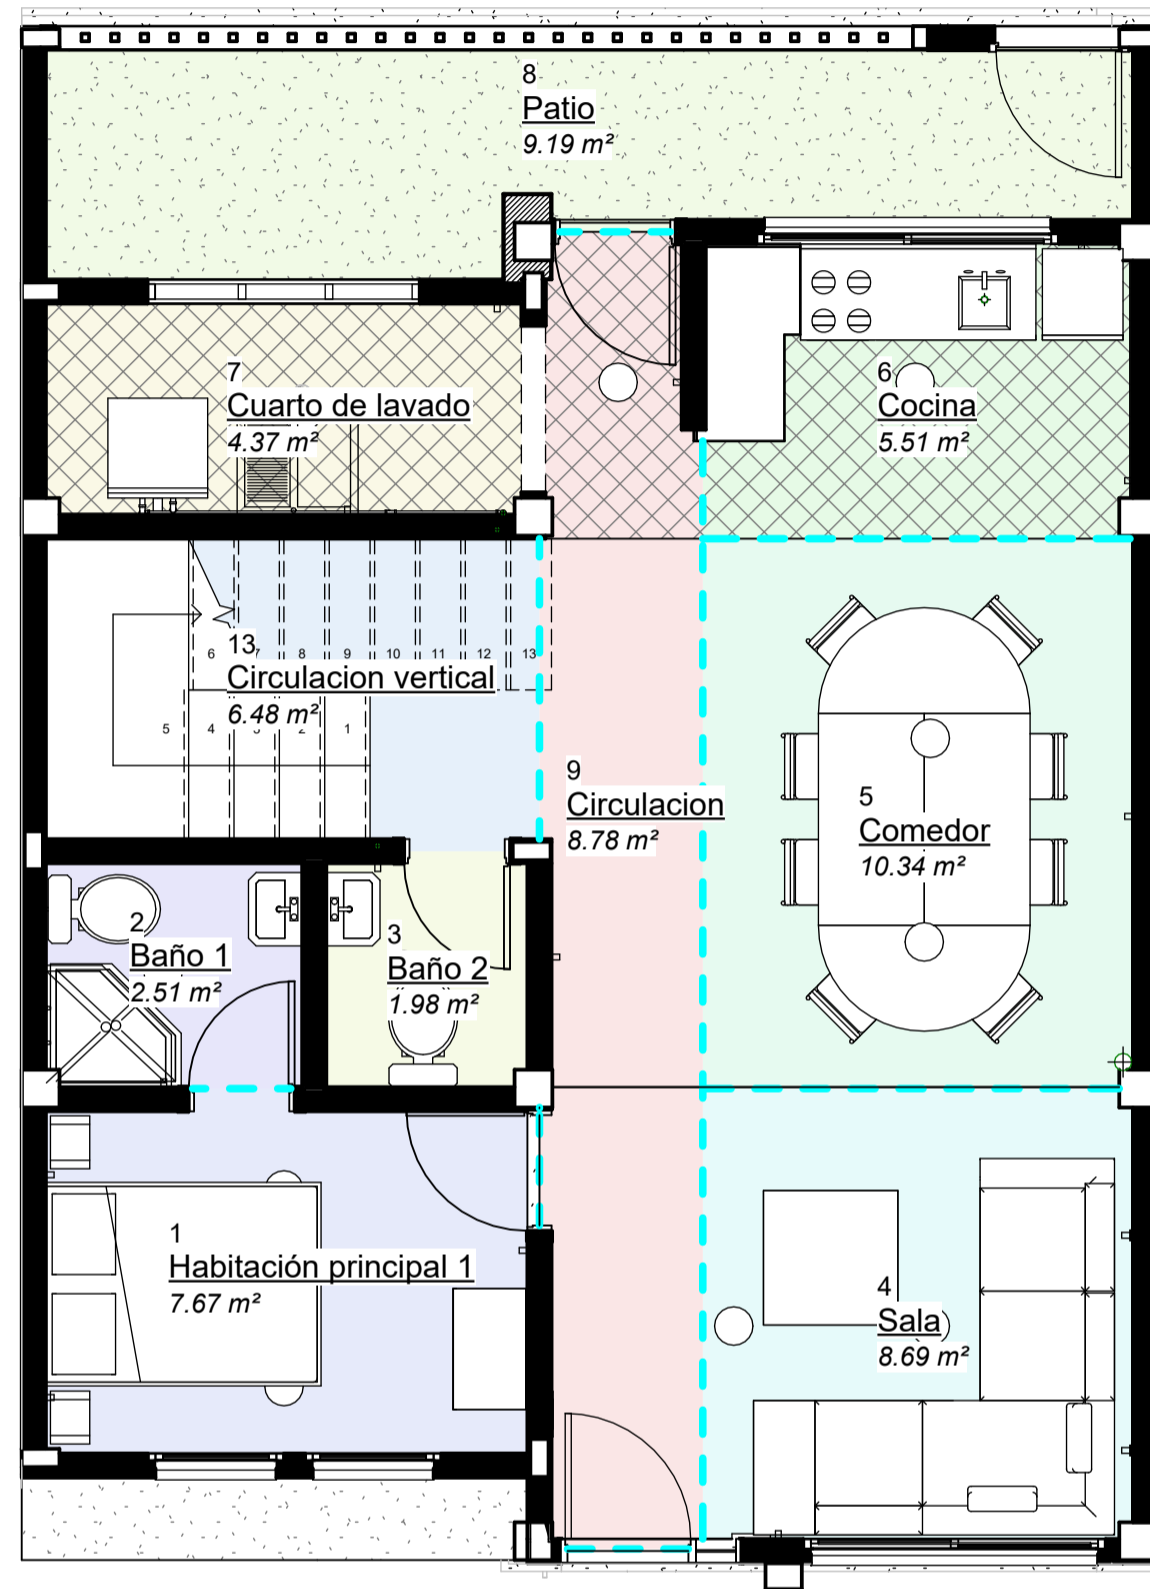 8
Patio
9.19 m²
7
Cuarto de lavado
4.37 m²
6
Cocina
5.51 m²
13
Circulacion vertical
6.48 m²
6 7 8 9 10 11 12 13
5 4 3 2 1
9
Circulacion
8.78 m²
5
Comedor
10.34 m²
2
Baño 1
2.51 m²
3
Baño 2
1.98 m²
1
Habitación principal 1
7.67 m²
4
Sala
8.69 m²